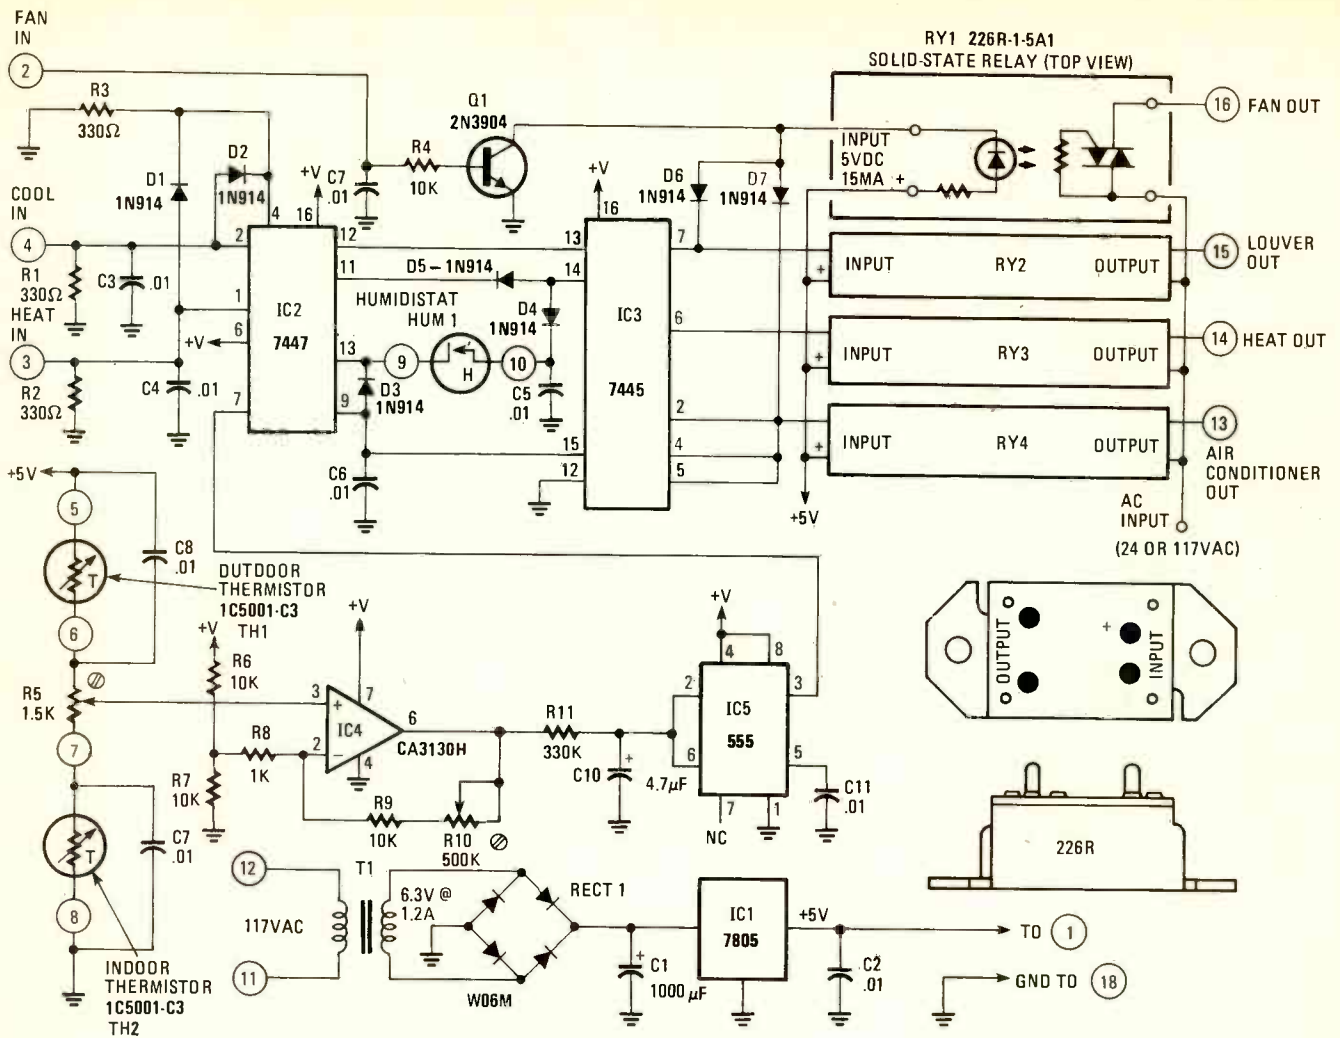 FAN
IN
2
R3
330Ω
D2
1N914
D1
1N914
COOL
IN
4
R1
330Ω
C3
.01
HEAT
IN
3
R2
330Ω
C4
.01
+V
16
4
2
1
6
+V
7
IC2
7447
12
11
13
9
C7
.01
R4
10K
Q1
2N3904
D5-1N914
HUMIDISTAT
HUM 1
9
H
10
D4
1N914
D3
1N914
C5
.01
C6
.01
+V
16
13
14
15
12
IC3
7445
7
6
2
4
5
D6
1N914
D7
1N914
RY1 226R-1-5A1
SOLID-STATE RELAY (TOP VIEW)
INPUT
5VDC
15MA +
16
FAN OUT
INPUT
RY2
OUTPUT
+
15
LOUVER
OUT
INPUT
RY3
OUTPUT
+
14
HEAT OUT
INPUT
RY4
OUTPUT
+
13
AIR
CONDITIONER
OUT
+5V
AC
INPUT
(24 OR 117VAC)
+5V
5
T
C8
.01
OUTDOOR
THERMISTOR
1C5001-C3
TH1
6
R5
1.5K
7
T
C7
.01
8
INDOOR
THERMISTOR
1C5001-C3
TH2
+V
R6
10K
R7
10K
R8
1K
+V
3
+
7
IC4
2
−
4
6
CA3130H
R9
10K
R10
500K
R11
330K
C10
+
4.7µF
+V
4
8
2
3
IC5
555
6
5
7
1
NC
C11
.01
OUTPUT
+
INPUT
226R
12
117VAC
11
T1
6.3V @
1.2A
RECT 1
W06M
+
C1
1000 µF
IC1
7805
+5V
C2
.01
TO 1
GND TO 18